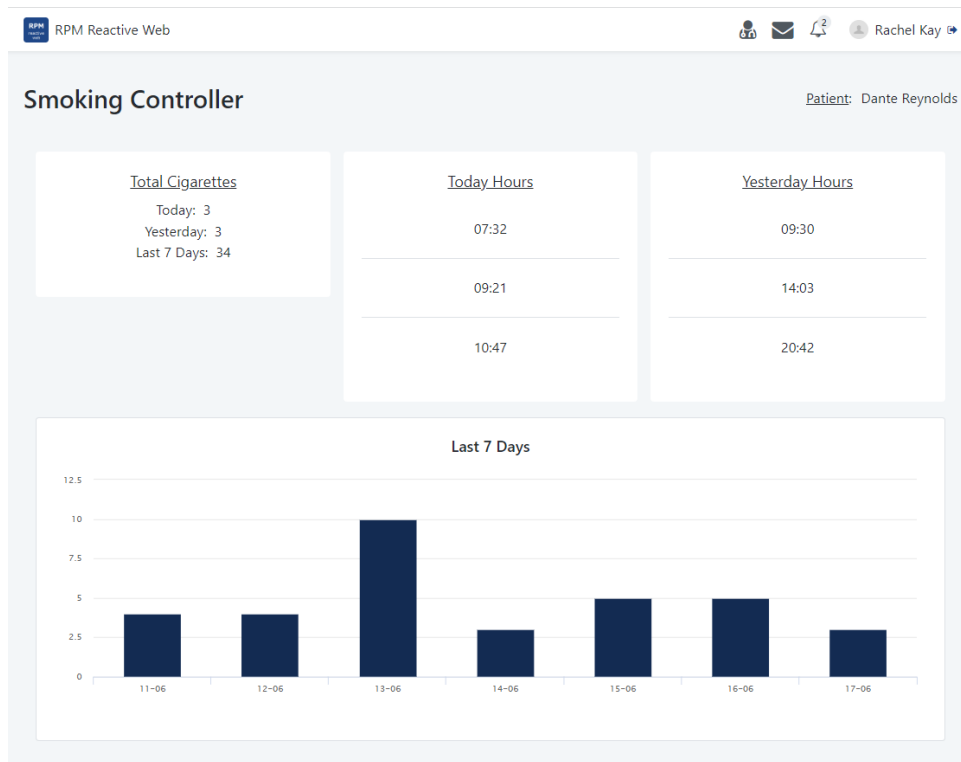 RPM
reactive
web
RPM Reactive Web
2
Rachel Kay
Smoking Controller
Patient: Dante Reynolds
Total Cigarettes
Today: 3
Yesterday: 3
Last 7 Days: 34
Today Hours
07:32
09:21
10:47
Yesterday Hours
09:30
14:03
20:42
Last 7 Days
12.5
10
7.5
5
2.5
0
11-06
12-06
13-06
14-06
15-06
16-06
17-06